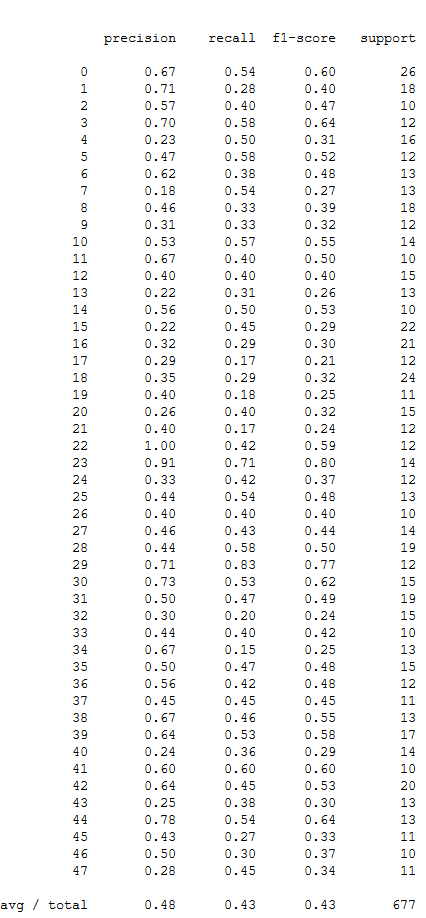 precision recall f1-score support
0 0.67 0.54 0.60 26
1 0.71 0.28 0.40 18
2 0.57 0.40 0.47 10
3 0.70 0.58 0.64 12
4 0.23 0.50 0.31 16
5 0.47 0.58 0.52 12
6 0.62 0.38 0.48 13
7 0.18 0.54 0.27 13
8 0.46 0.33 0.39 18
9 0.31 0.33 0.32 12
10 0.53 0.57 0.55 14
11 0.67 0.40 0.50 10
12 0.40 0.40 0.40 15
13 0.22 0.31 0.26 13
14 0.56 0.50 0.53 10
15 0.22 0.45 0.29 22
16 0.32 0.29 0.30 21
17 0.29 0.17 0.21 12
18 0.35 0.29 0.32 24
19 0.40 0.18 0.25 11
20 0.26 0.40 0.32 15
21 0.40 0.17 0.24 12
22 1.00 0.42 0.59 12
23 0.91 0.71 0.80 14
24 0.33 0.42 0.37 12
25 0.44 0.54 0.48 13
26 0.40 0.40 0.40 10
27 0.46 0.43 0.44 14
28 0.44 0.58 0.50 19
29 0.71 0.83 0.77 12
30 0.73 0.53 0.62 15
31 0.50 0.47 0.49 19
32 0.30 0.20 0.24 15
33 0.44 0.40 0.42 10
34 0.67 0.15 0.25 13
35 0.50 0.47 0.48 15
36 0.56 0.42 0.48 12
37 0.45 0.45 0.45 11
38 0.67 0.46 0.55 13
39 0.64 0.53 0.58 17
40 0.24 0.36 0.29 14
41 0.60 0.60 0.60 10
42 0.64 0.45 0.53 20
43 0.25 0.38 0.30 13
44 0.78 0.54 0.64 13
45 0.43 0.27 0.33 11
46 0.50 0.30 0.37 10
47 0.28 0.45 0.34 11
avg / total 0.48 0.43 0.43 677